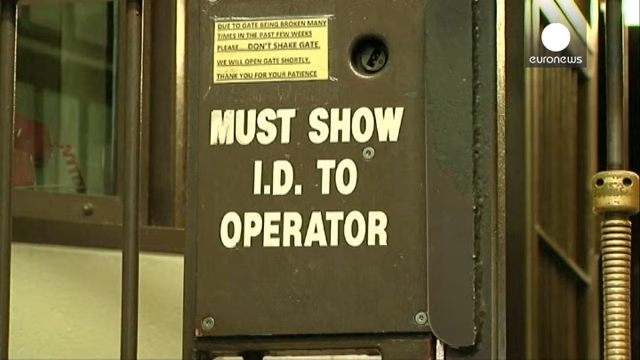 DUE TO GATE BEING BROKEN MANY
TIMES IN THE PAST FEW WEEKS
PLEASE.... DON'T SHAKE GATE,
WE WILL OPEN GATE SHORTLY,
THANK YOU FOR YOUR PATIENCE
euronews
MUST SHOW
I.D. TO
OPERATOR